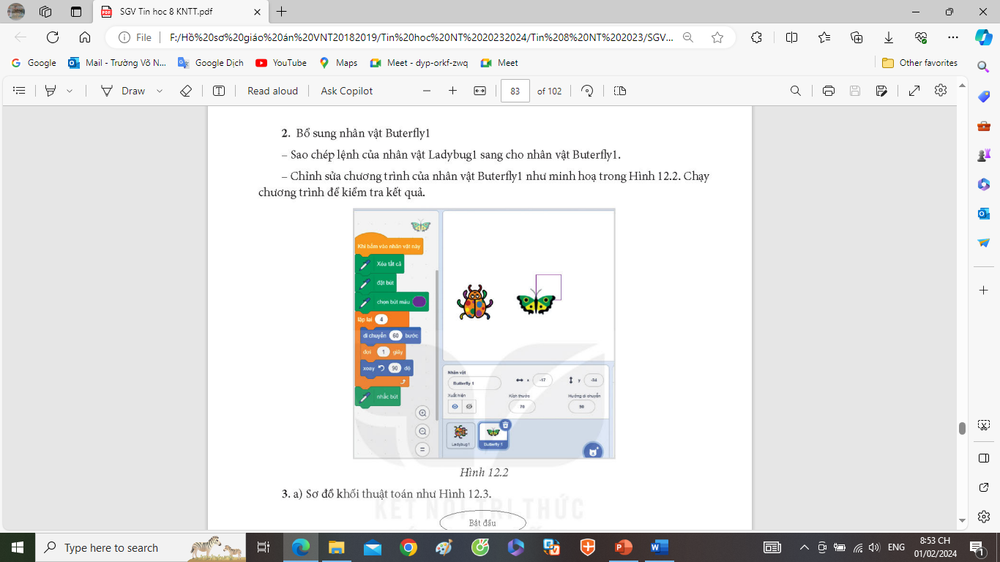 SGV Tin hoc 8 KNTT.pdf
File
F:/Hồ%20sơ%20giáo%20án%20VNT20182019/Tin%20hoc%20NT%2020232024/Tin%208%20NT%202023/SGV...
Google
Mail - Trường Võ N...
Google Dịch
YouTube
Maps
Meet - dyp-orkf-zwq
Meet
Other favorites
Draw
Read aloud
Ask Copilot
83
of 102
2. Bổ sung nhân vật Buterfly1
– Sao chép lệnh của nhân vật Ladybug1 sang cho nhân vật Buterfly1.
– Chỉnh sửa chương trình của nhân vật Buterfly1 như minh hoạ trong Hình 12.2. Chạy
chương trình để kiểm tra kết quả.
Khi bấm vào nhân vật này
Xóa tất cả
đặt bút
chọn bút màu
lặp lại 4
di chuyển 60 bước
đợi 1 giây
xoay 90 độ
nhấc bút
Nhân vật
Butterfly 1
x -17
y -34
Xuất hiện
Kích thước
Hướng di chuyển
70
90
Ladybug1
Butterfly 1
Hình 12.2
3. a) Sơ đồ khối thuật toán như Hình 12.3.
KẾT NỐI TRI THỨC
Bắt đầu
Type here to search
ENG
8:53 CH
01/02/2024
1